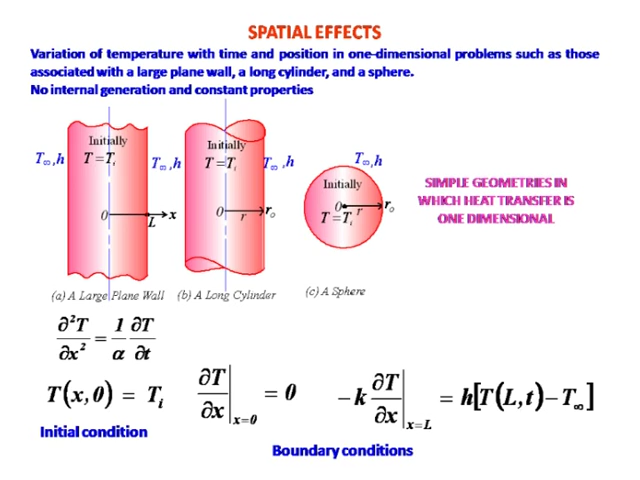 SPATIAL EFFECTS
Variation of temperature with time and position in one-dimensional problems such as those
associated with a large plane wall, a long cylinder, and a sphere.
No internal generation and constant properties
Initially
T=Tᵢ
T∞,h
T∞,h
0
L
x
(a) A Large Plane Wall
Initially
T=Tᵢ
T∞,h
0
r
rₒ
(b) A Long Cylinder
T∞,h
Initially
0
r
rₒ
T=Tᵢ
(c) A Sphere
SIMPLE GEOMETRIES IN
WHICH HEAT TRANSFER IS
ONE DIMENSIONAL
∂²T/∂x² = 1/α ∂T/∂t
T(x,0) = Tᵢ
∂T/∂x|x=0 = 0
-k ∂T/∂x|x=L = h[T(L,t)-T∞]
Initial condition
Boundary conditions